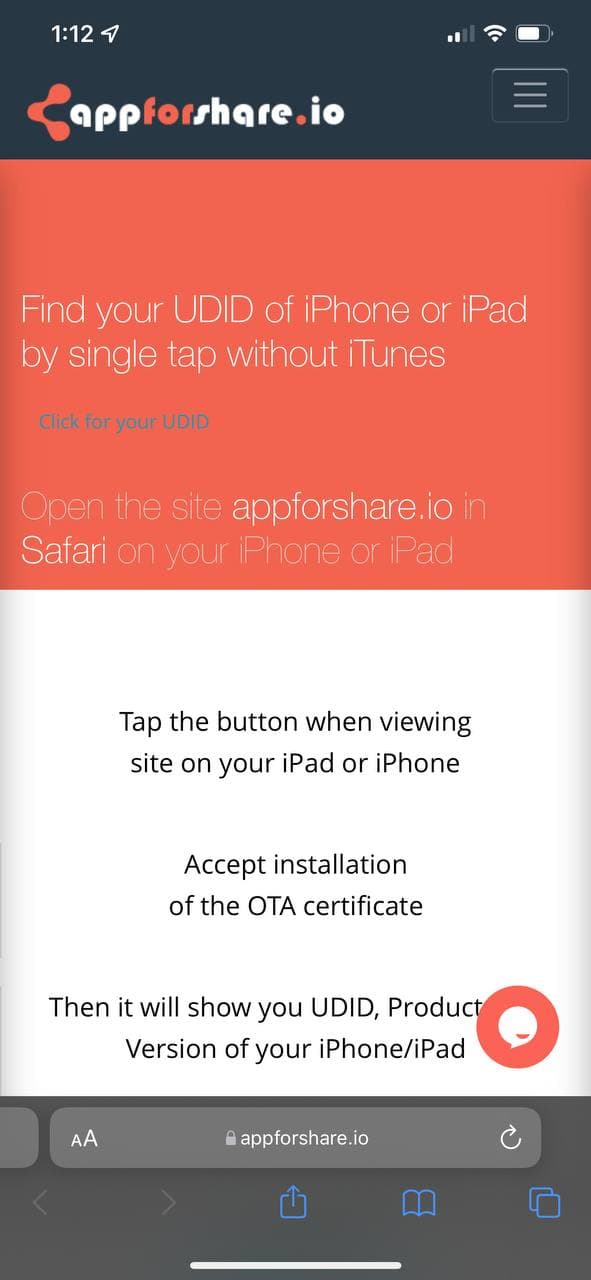 1:12
appforshare.io
Find your UDID of iPhone or iPad
by single tap without iTunes
Click for your UDID
Open the site appforshare.io in
Safari on your iPhone or iPad
Tap the button when viewing
site on your iPad or iPhone
Accept installation
of the OTA certificate
Then it will show you UDID, Product
Version of your iPhone/iPad
AA appforshare.io